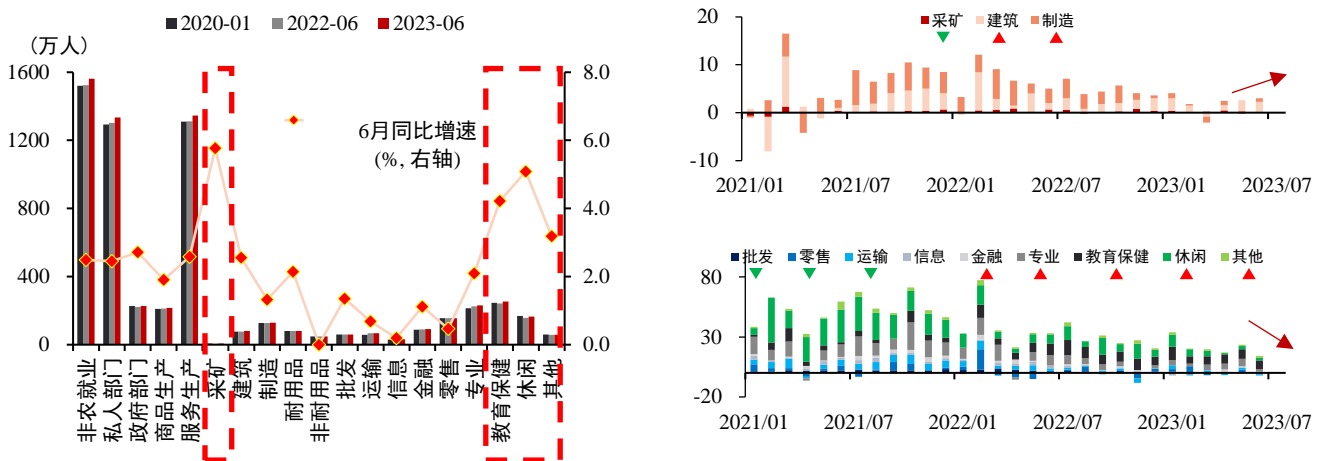 2020-01 2022-06 2023-06
(万人)
1600
1200
800
400
0
8.0
6.0
4.0
2.0
0.0
6月同比增速
(%, 右轴)
非农就业
私人部门
政府部门
商品生产
服务生产
采矿
建筑
制造
耐用品
非耐用品
批发
运输
信息
金融
零售
专业
教育保健
休闲
其他
采矿 建筑 制造
20
10
0
-10
2021/01 2021/07 2022/01 2022/07 2023/01 2023/07
批发 零售 运输 信息 金融 专业 教育保健 休闲 其他
80
30
-20
2021/01 2021/07 2022/01 2022/07 2023/01 2023/07